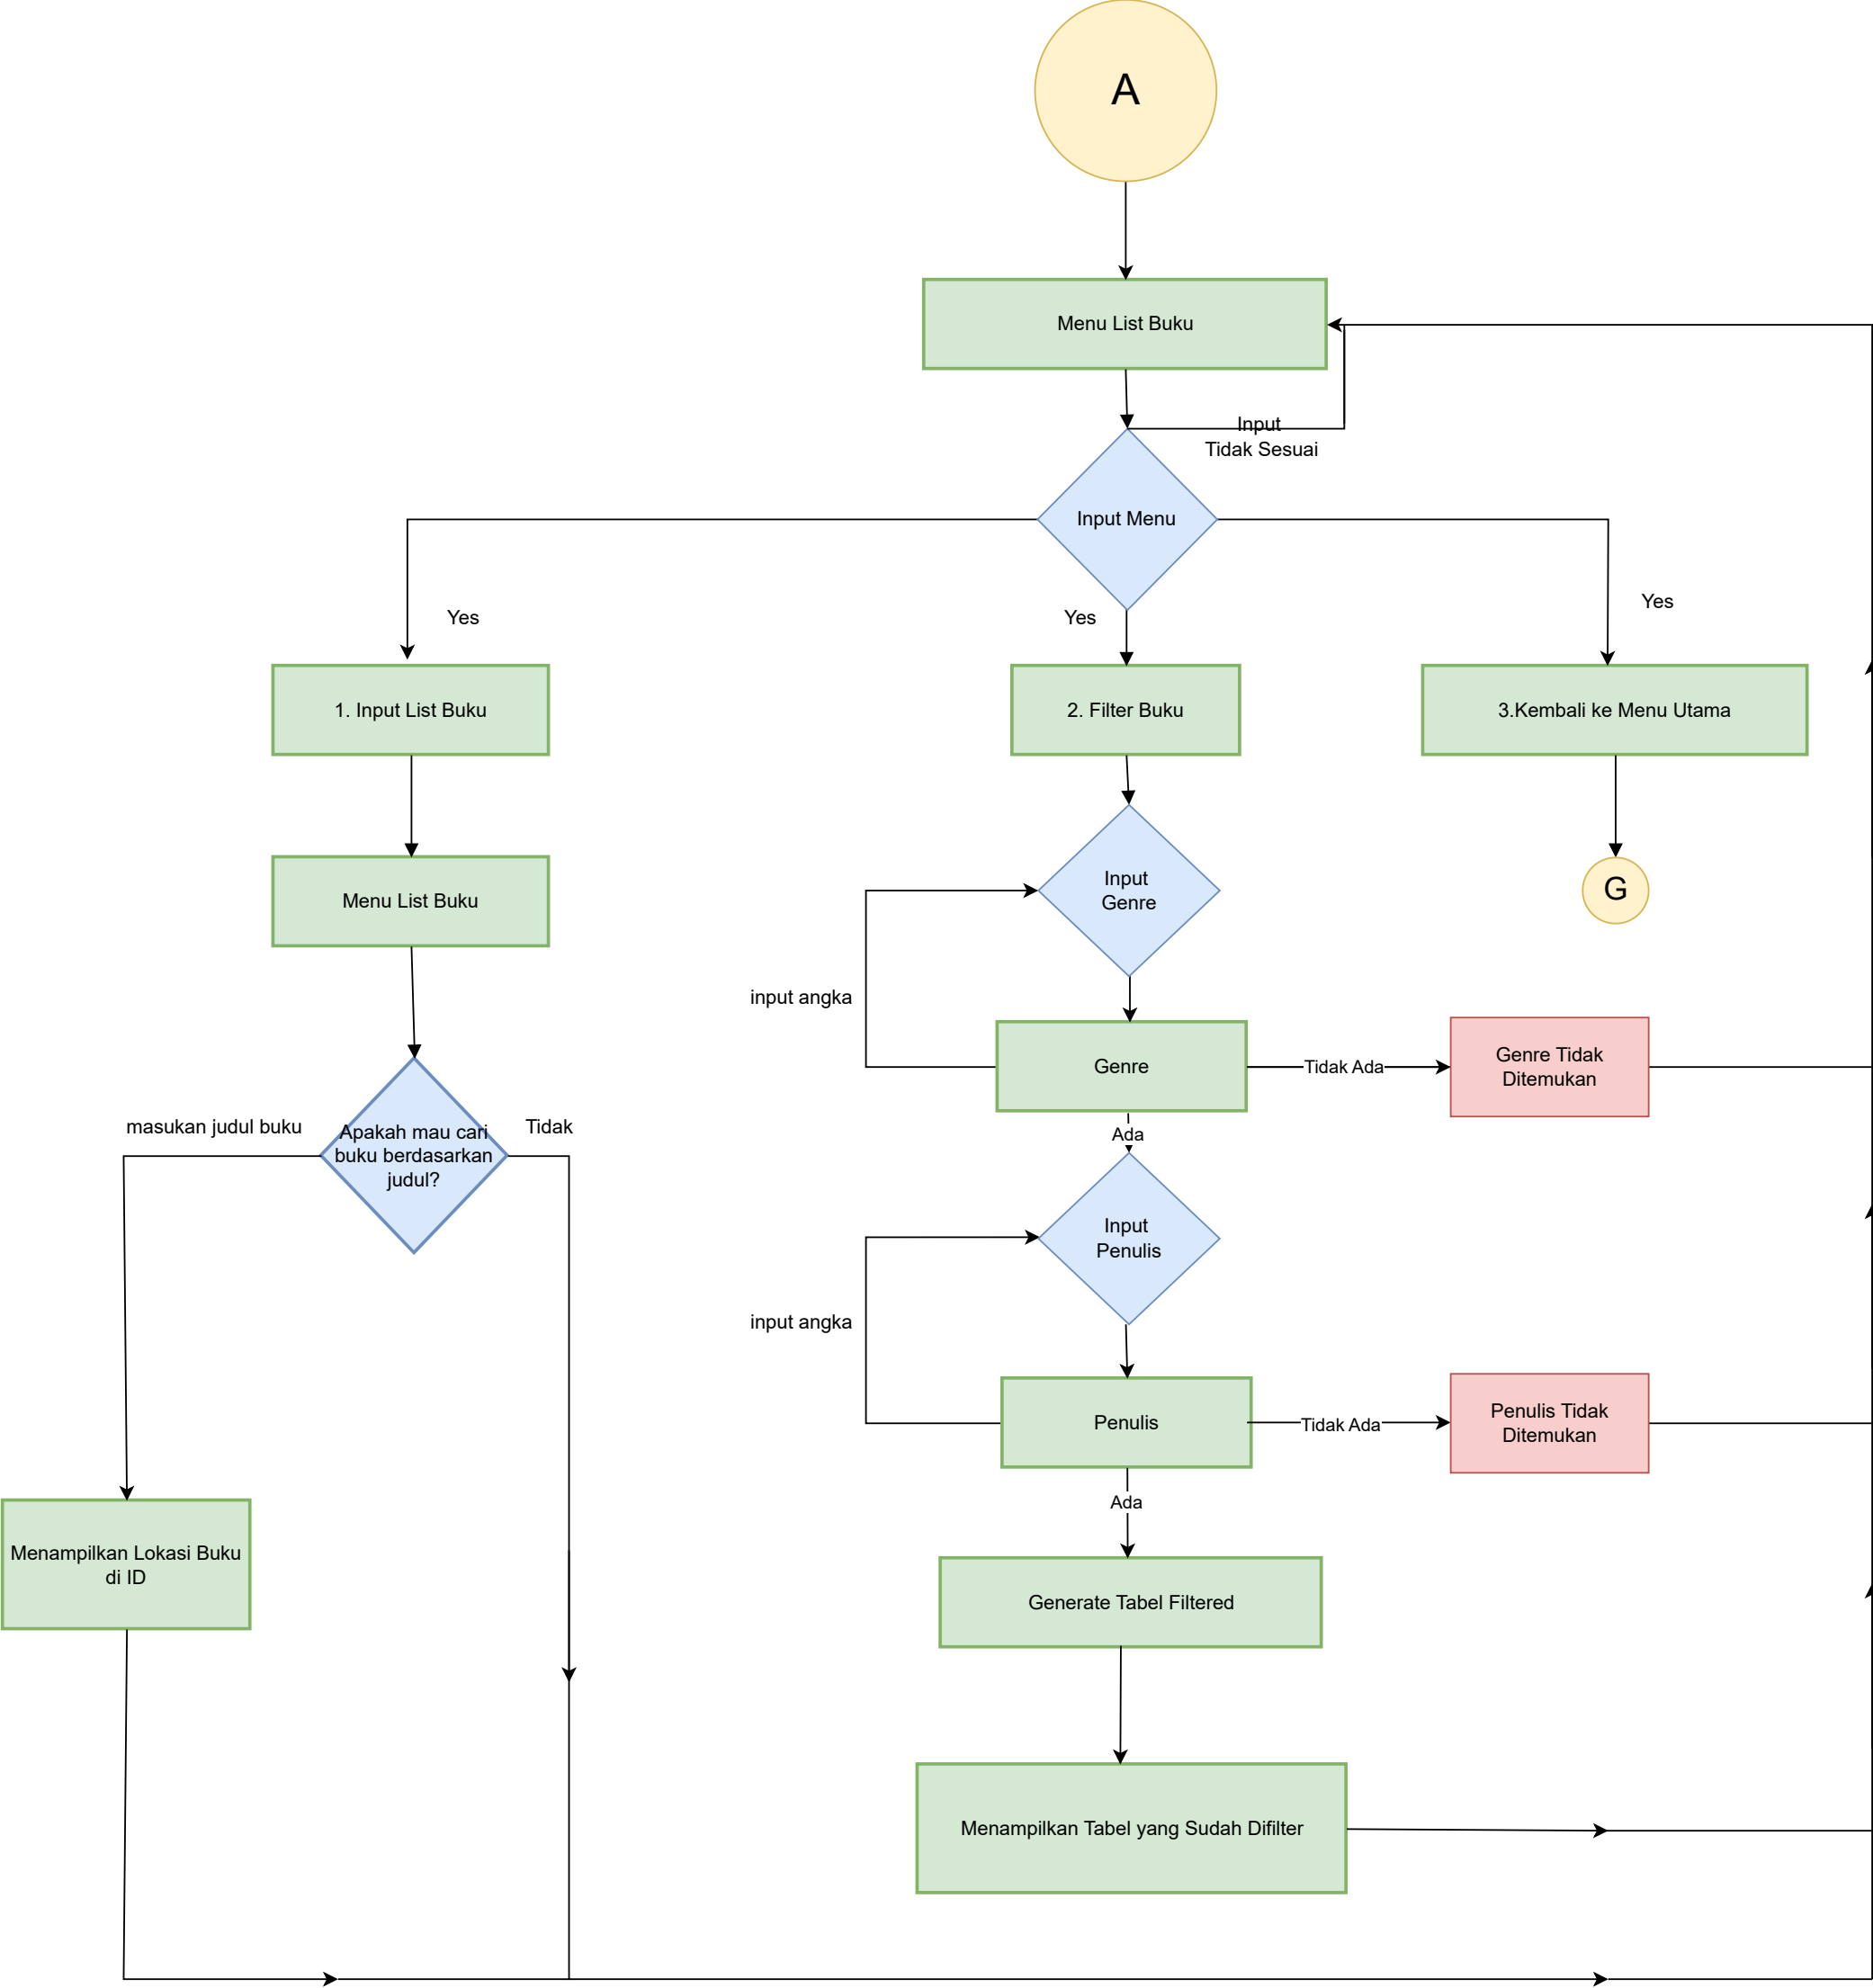 A
Menu List Buku
Input
Tidak Sesuai
Input Menu
Yes
Yes
Yes
1. Input List Buku
2. Filter Buku
3.Kembali ke Menu Utama
Menu List Buku
Input
Genre
G
input angka
Genre
Tidak Ada
Genre Tidak
Ditemukan
masukan judul buku
Apakah mau cari
buku berdasarkan
judul?
Tidak
Ada
Input
Penulis
input angka
Penulis
Tidak Ada
Penulis Tidak
Ditemukan
Ada
Menampilkan Lokasi Buku
di ID
Generate Tabel Filtered
Menampilkan Tabel yang Sudah Difilter